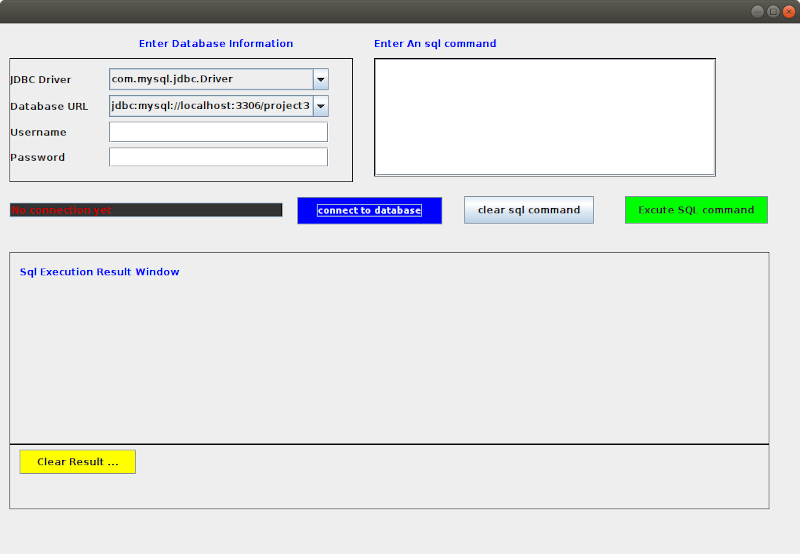 Enter Database Information
Enter An sql command
JDBC Driver
com.mysql.jdbc.Driver
Database URL
jdbc:mysql://localhost:3306/project3
Username
Password
No connection yet
connect to database
clear sql command
Excute SQL command
Sql Execution Result Window
Clear Result ...